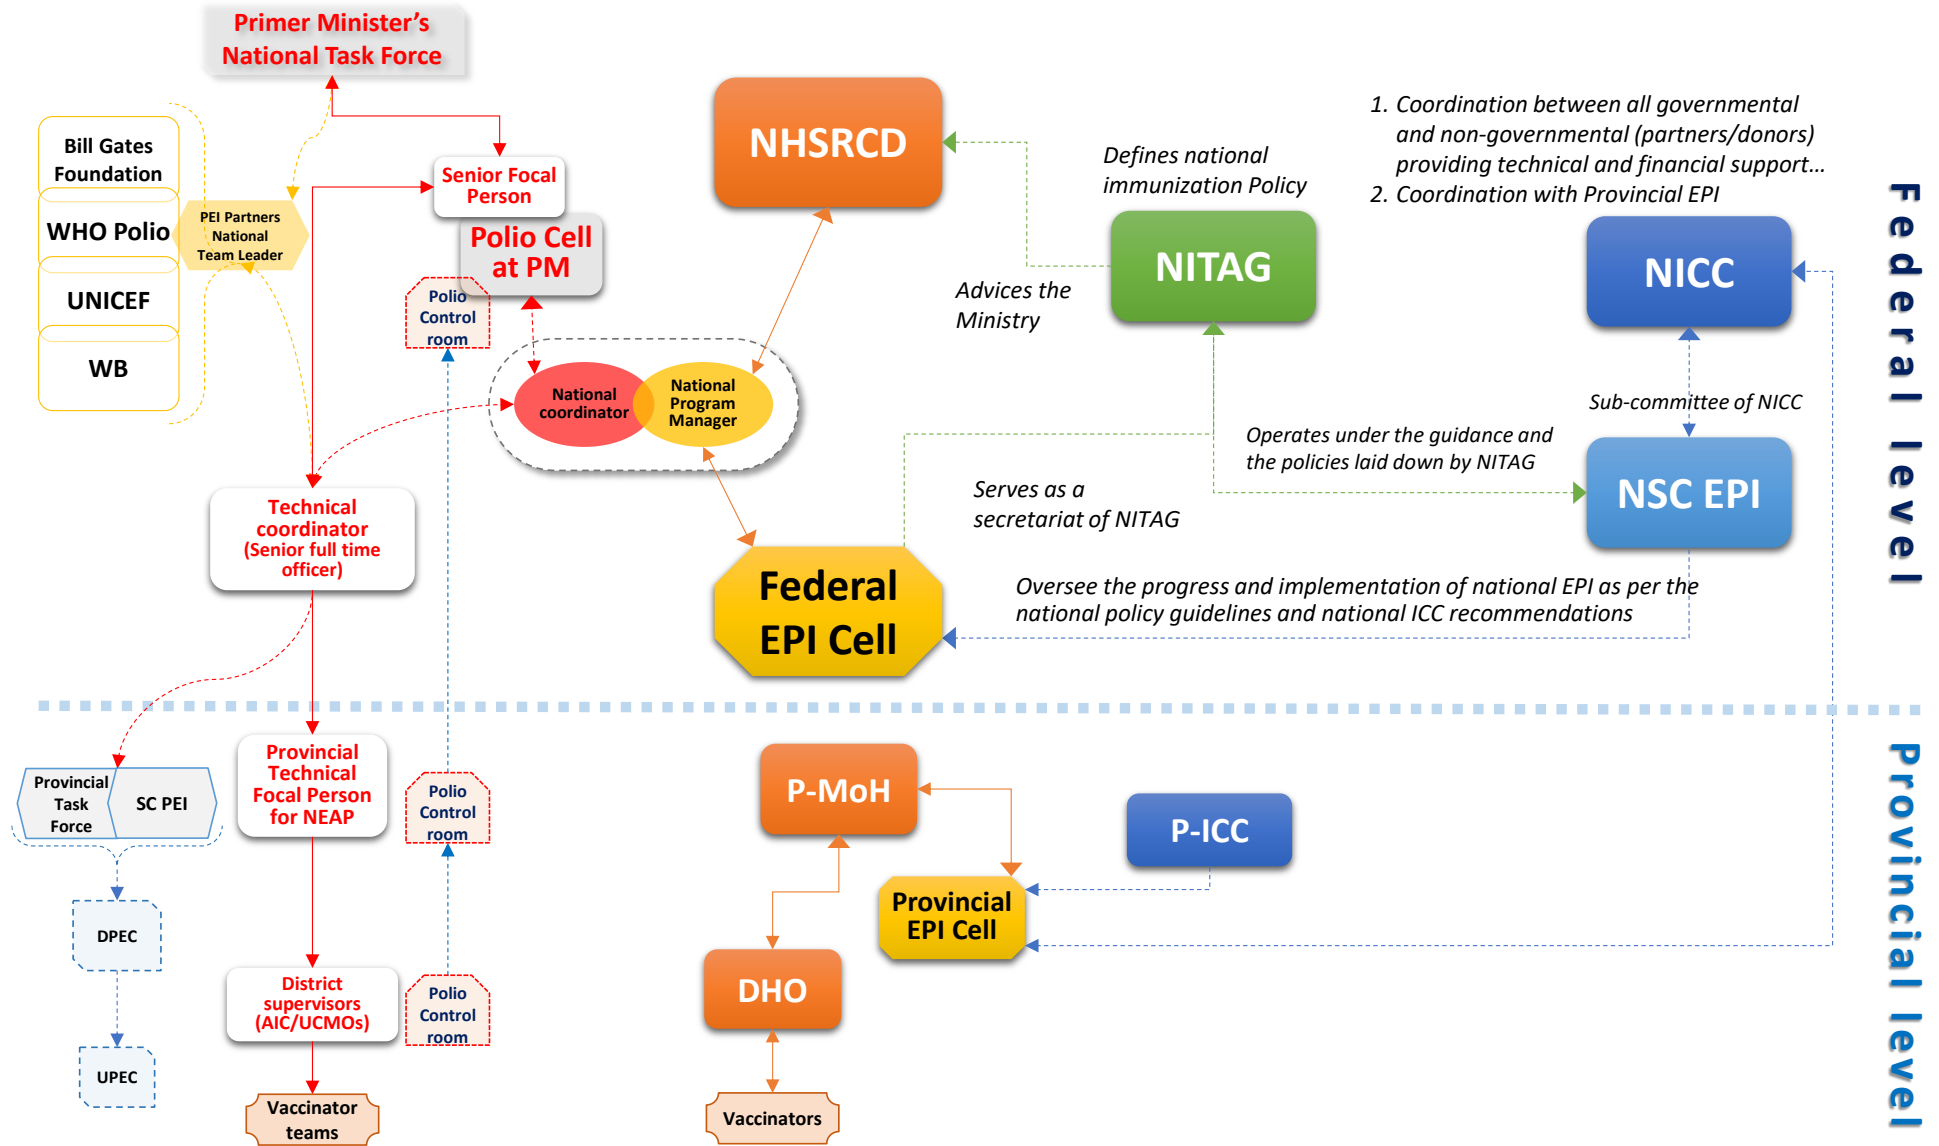 Primer Minister's
National Task Force
Bill Gates
Foundation
WHO Polio
UNICEF
WB
PEI Partners
National
Team Leader
Senior Focal
Person
Polio Cell
at PM
Polio
Control
room
National
coordinator
National
Program
Manager
NHSRCD
Defines national
immunization Policy
NITAG
Advices the
Ministry
1. Coordination between all governmental
and non-governmental (partners/donors)
providing technical and financial support…
2. Coordination with Provincial EPI
NICC
Sub-committee of NICC
Operates under the guidance and
the policies laid down by NITAG
NSC EPI
Serves as a
secretariat of NITAG
Federal
EPI Cell
Oversee the progress and implementation of national EPI as per the
national policy guidelines and national ICC recommendations
Federal level
Technical
coordinator
(Senior full time
officer)
Provincial
Task
Force
SC PEI
Provincial
Technical
Focal Person
for NEAP
Polio
Control
room
DPEC
UPEC
District
supervisors
(AIC/UCMOs)
Polio
Control
room
Vaccinator
teams
P-MoH
P-ICC
Provincial
EPI Cell
DHO
Vaccinators
Provincial level